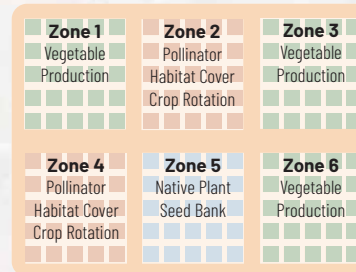 Zone 1
Vegetable
Production
Zone 2
Pollinator
Habitat Cover
Crop Rotation
Zone 3
Vegetable
Production
Zone 4
Pollinator
Habitat Cover
Crop Rotation
Zone 5
Native Plant
Seed Bank
Zone 6
Vegetable
Production